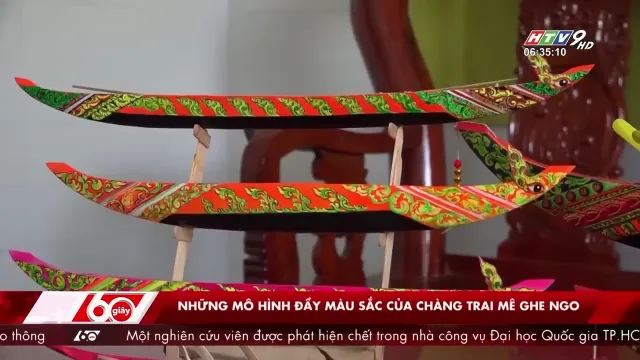 HTV9 HD
06:35:10
60 giây
NHỮNG MÔ HÌNH ĐẦY MÀU SẮC CỦA CHÀNG TRAI MÊ GHE NGO
o thông 60 Một nghiên cứu viên được phát hiện chết trong nhà công vụ Đại học Quốc gia TP.HC